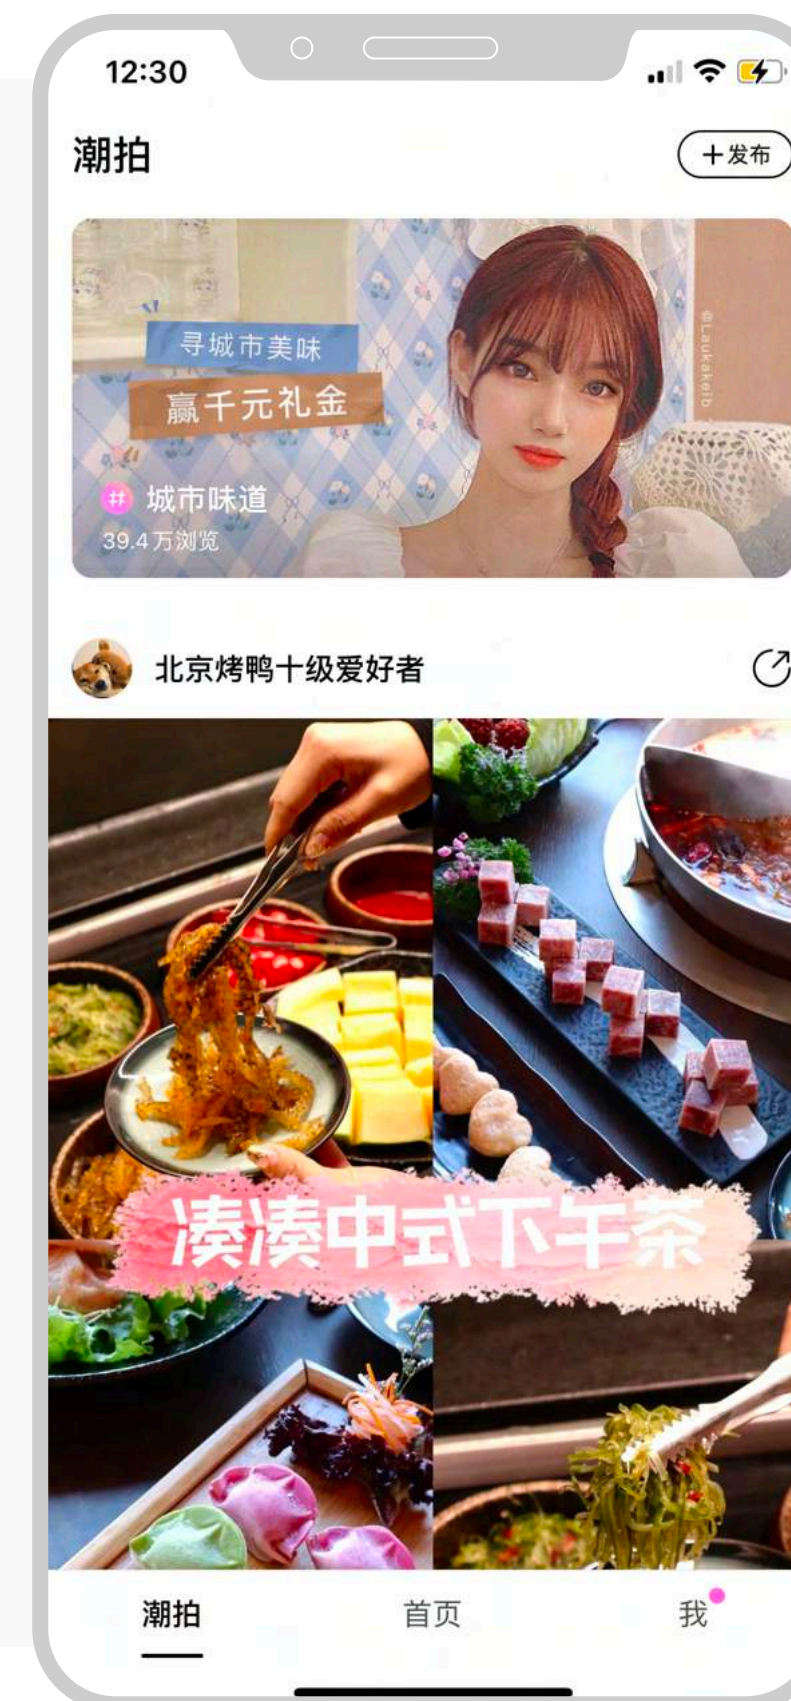 12:30
潮拍
+发布
寻城市美味
赢千元礼金
@Laukakeib
# 城市味道
39.4万浏览
北京烤鸭十级爱好者
凑凑中式下午茶
潮拍
首页
我